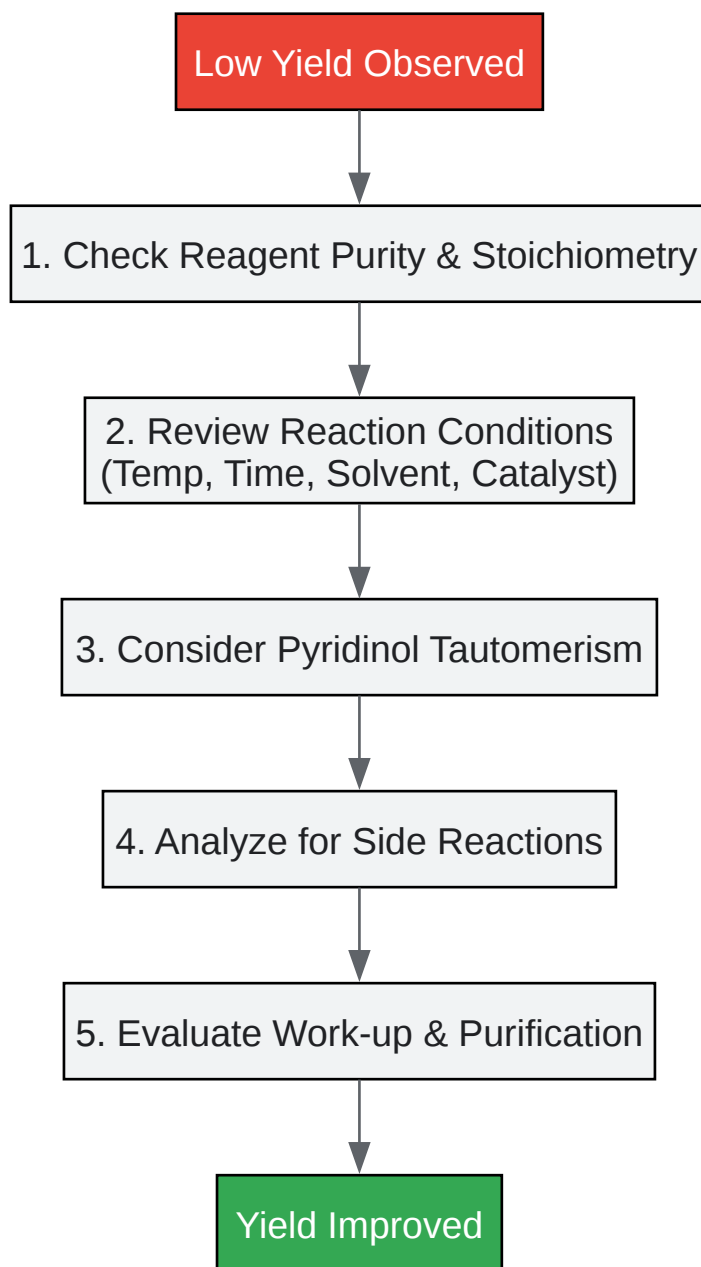 Low Yield Observed
1. Check Reagent Purity & Stoichiometry
2. Review Reaction Conditions
(Temp, Time, Solvent, Catalyst)
3. Consider Pyridinol Tautomerism
4. Analyze for Side Reactions
5. Evaluate Work-up & Purification
Yield Improved